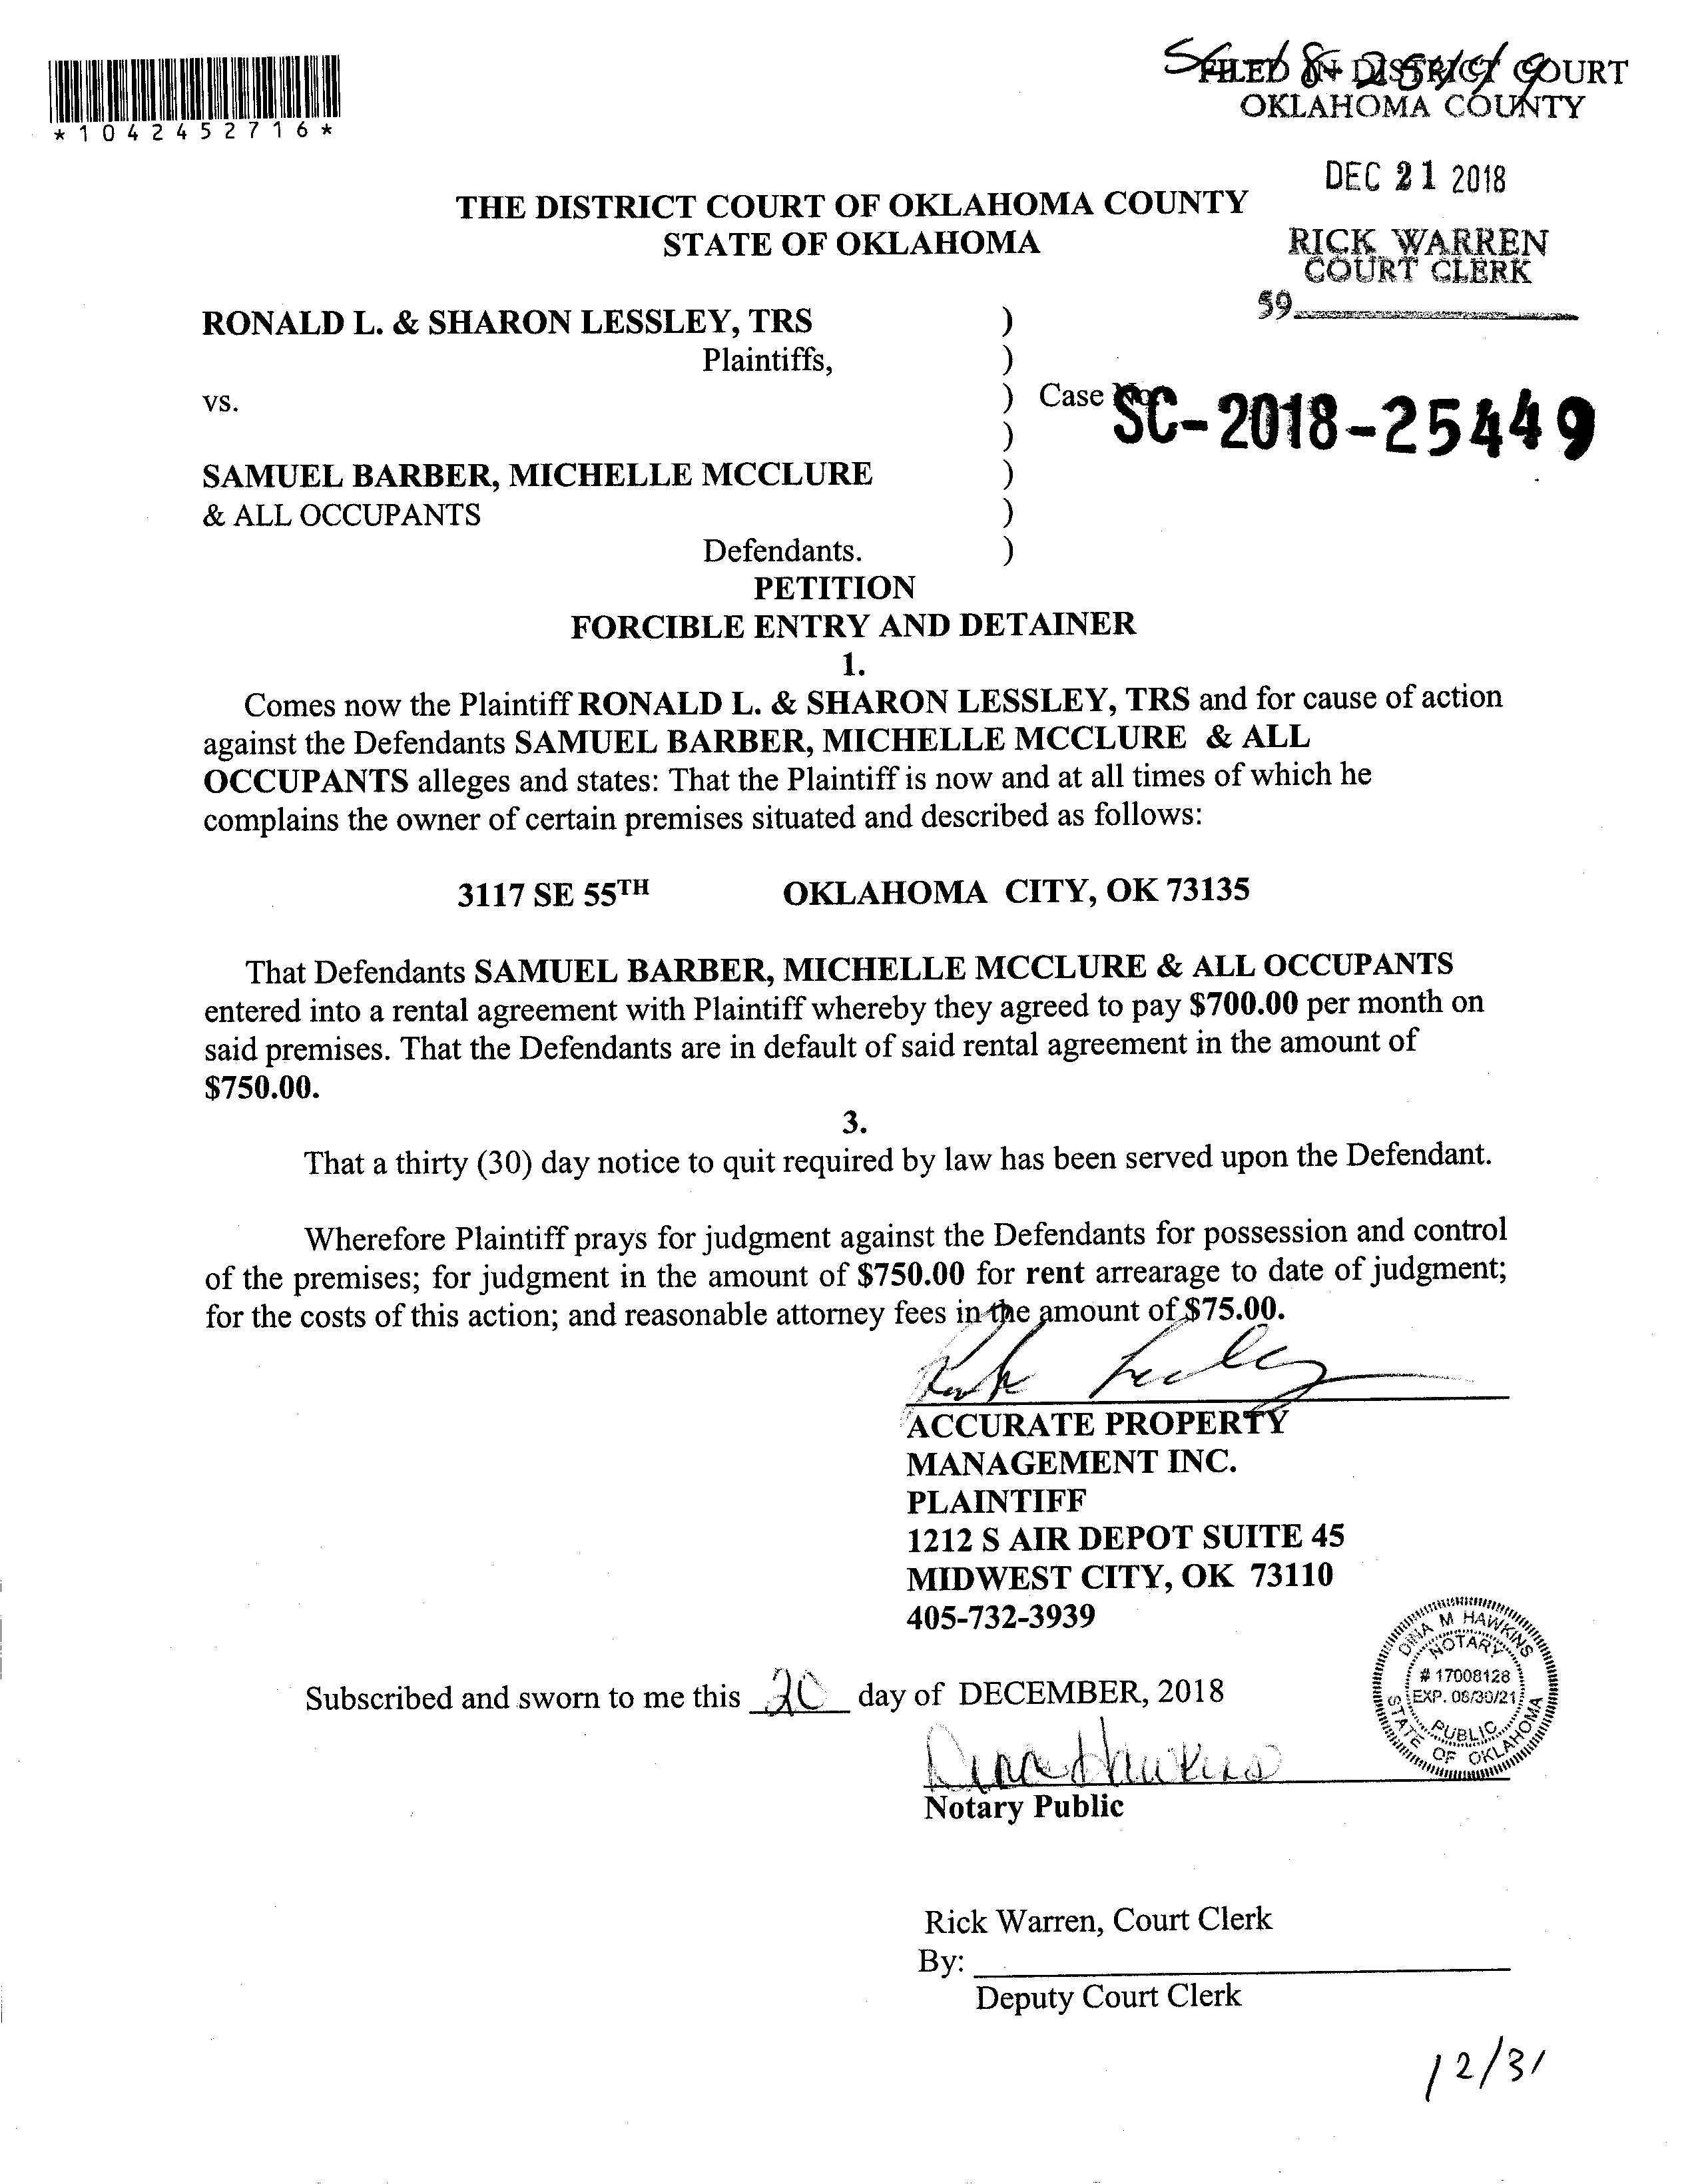 *1042452716*
FILED IN DISTRICT COURT
OKLAHOMA COUNTY
DEC 21 2018
RICK WARREN
COURT CLERK
59
THE DISTRICT COURT OF OKLAHOMA COUNTY
STATE OF OKLAHOMA
RONALD L. & SHARON LESSLEY, TRS )
Plaintiffs, )
vs. ) Case No. SC-2018-25449
)
SAMUEL BARBER, MICHELLE MCCLURE )
& ALL OCCUPANTS )
Defendants. )
PETITION
FORCIBLE ENTRY AND DETAINER
1.
Comes now the Plaintiff RONALD L. & SHARON LESSLEY, TRS and for cause of action
against the Defendants SAMUEL BARBER, MICHELLE MCCLURE & ALL
OCCUPANTS alleges and states: That the Plaintiff is now and at all times of which he
complains the owner of certain premises situated and described as follows:
3117 SE 55TH OKLAHOMA CITY, OK 73135
That Defendants SAMUEL BARBER, MICHELLE MCCLURE & ALL OCCUPANTS
entered into a rental agreement with Plaintiff whereby they agreed to pay $700.00 per month on
said premises. That the Defendants are in default of said rental agreement in the amount of
$750.00.
3.
That a thirty (30) day notice to quit required by law has been served upon the Defendant.
Wherefore Plaintiff prays for judgment against the Defendants for possession and control
of the premises; for judgment in the amount of $750.00 for rent arrearage to date of judgment;
for the costs of this action; and reasonable attorney fees in the amount of $75.00.
ACCURATE PROPERTY
MANAGEMENT INC.
PLAINTIFF
1212 S AIR DEPOT SUITE 45
MIDWEST CITY, OK 73110
405-732-3939
DINA M HAWKINS
NOTARY
# 17008128
EXP. 06/30/21
PUBLIC
STATE OF OKLAHOMA
Subscribed and sworn to me this 20 day of DECEMBER, 2018
Dina Hawkins
Notary Public
Rick Warren, Court Clerk
By:
Deputy Court Clerk
12/31